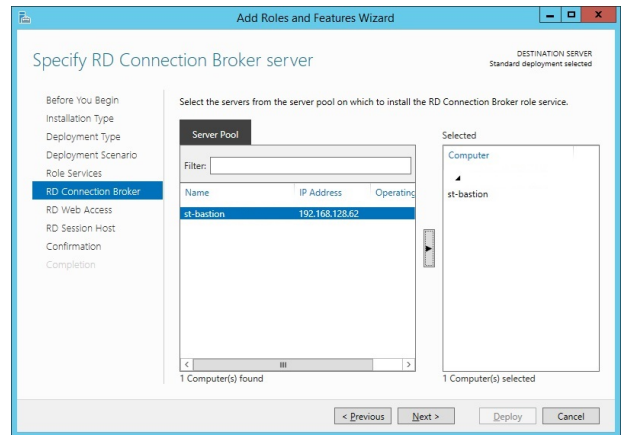 Add Roles and Features Wizard
Specify RD Connection Broker server
DESTINATION SERVER
Standard deployment selected
Before You Begin
Installation Type
Deployment Type
Deployment Scenario
Role Services
RD Connection Broker
RD Web Access
RD Session Host
Confirmation
Completion
Select the servers from the server pool on which to install the RD Connection Broker role service.
Server Pool
Filter:
Name IP Address Operating
st-bastion 192.168.128.62
1 Computer(s) found
Selected
Computer
st-bastion
1 Computer(s) selected
< Previous Next > Deploy Cancel